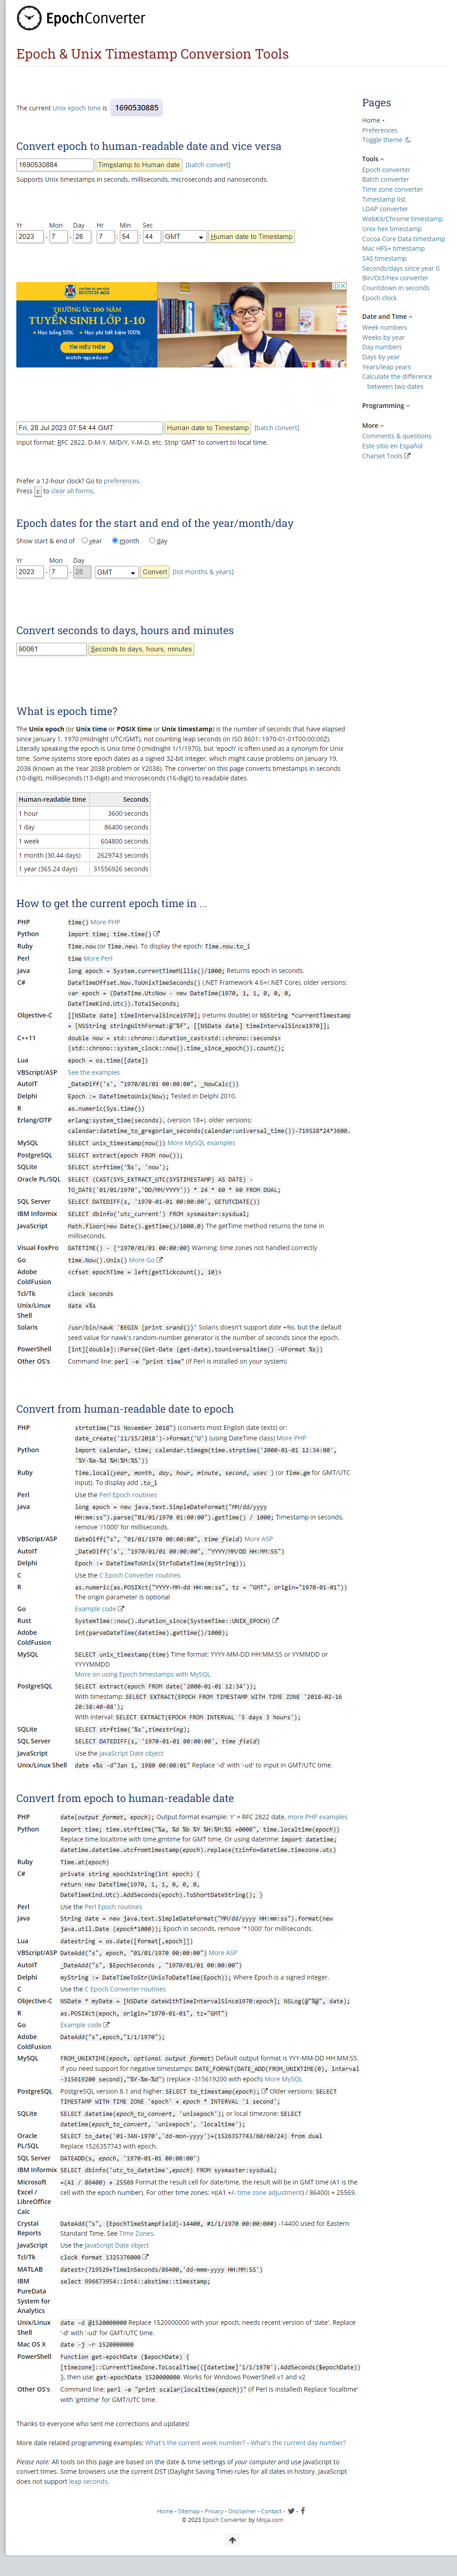 EpochConverter
Epoch & Unix Timestamp Conversion Tools
The current Unix epoch time is 1690530885
Convert epoch to human-readable date and vice versa
1690530884 Timestamp to Human date [batch convert]
Supports Unix timestamps in seconds, milliseconds, microseconds and nanoseconds.
Yr Mon Day Hr Min Sec
2023 - 7 - 28 7 : 54 : 44 GMT Human date to Timestamp
SCOTCH AGS
THƯƠNG ƯỚC 100 NĂM
TUYỂN SINH LỚP 1-10
• Học bổng 50% • Học phí tiết kiệm 100%
TÌM HIỂU THÊM
scotch-ags.edu.vn
Fri, 28 Jul 2023 07:54:44 GMT Human date to Timestamp [batch convert]
Input format: RFC 2822, D-M-Y, M/D/Y, Y-M-D, etc. Strip 'GMT' to convert to local time.
Prefer a 12-hour clock? Go to preferences.
Press c to clear all forms.
Epoch dates for the start and end of the year/month/day
Show start & end of year month day
Yr Mon Day
2023 - 7 - 28 GMT Convert [list months & years]
Convert seconds to days, hours and minutes
90061 Seconds to days, hours, minutes
What is epoch time?
The Unix epoch (or Unix time or POSIX time or Unix timestamp) is the number of seconds that have elapsed
since January 1, 1970 (midnight UTC/GMT), not counting leap seconds (in ISO 8601: 1970-01-01T00:00:00Z).
Literally speaking the epoch is Unix time 0 (midnight 1/1/1970), but 'epoch' is often used as a synonym for Unix
time. Some systems store epoch dates as a signed 32-bit integer, which might cause problems on January 19,
2038 (known as the Year 2038 problem or Y2038). The converter on this page converts timestamps in seconds
(10-digit), milliseconds (13-digit) and microseconds (16-digit) to readable dates.
Human-readable time Seconds
1 hour 3600 seconds
1 day 86400 seconds
1 week 604800 seconds
1 month (30.44 days) 2629743 seconds
1 year (365.24 days) 31556926 seconds
How to get the current epoch time in ...
PHP time() More PHP
Python import time; time.time()
Ruby Time.now (or Time.new). To display the epoch: Time.now.to_i
Perl time More Perl
Java long epoch = System.currentTimeMillis()/1000; Returns epoch in seconds.
C# DateTimeOffset.Now.ToUnixTimeSeconds() (.NET Framework 4.6+/.NET Core), older versions:
var epoch = (DateTime.UtcNow - new DateTime(1970, 1, 1, 0, 0, 0,
DateTimeKind.Utc)).TotalSeconds;
Objective-C [[NSDate date] timeIntervalSince1970]; (returns double) or NSString *currentTimestamp
= [NSString stringWithFormat:@"%f", [[NSDate date] timeIntervalSince1970]];
C++11 double now = std::chrono::duration_cast<std::chrono::seconds>
(std::chrono::system_clock::now().time_since_epoch()).count();
Lua epoch = os.time([date])
VBScript/ASP See the examples
AutoIT _DateDiff('s', "1970/01/01 00:00:00", _NowCalc())
Delphi Epoch := DateTimetoUnix(Now); Tested in Delphi 2010.
R as.numeric(Sys.time())
Erlang/OTP erlang:system_time(seconds). (version 18+), older versions:
calendar:datetime_to_gregorian_seconds(calendar:universal_time())-719528*24*3600.
MySQL SELECT unix_timestamp(now()) More MySQL examples
PostgreSQL SELECT extract(epoch FROM now());
SQLite SELECT strftime('%s', 'now');
Oracle PL/SQL SELECT (CAST(SYS_EXTRACT_UTC(SYSTIMESTAMP) AS DATE) -
TO_DATE('01/01/1970','DD/MM/YYYY')) * 24 * 60 * 60 FROM DUAL;
SQL Server SELECT DATEDIFF(s, '1970-01-01 00:00:00', GETUTCDATE())
IBM Informix SELECT dbinfo('utc_current') FROM sysmaster:sysdual;
JavaScript Math.floor(new Date().getTime()/1000.0) The getTime method returns the time in
milliseconds.
Visual FoxPro DATETIME() - {^1970/01/01 00:00:00} Warning: time zones not handled correctly
Go time.Now().Unix() More Go
Adobe <cfset epochTime = left(getTickcount(), 10)>
ColdFusion
Tcl/Tk clock seconds
Unix/Linux date +%s
Shell
Solaris /usr/bin/nawk 'BEGIN {print srand()}' Solaris doesn't support date +%s, but the default
seed value for nawk's random-number generator is the number of seconds since the epoch.
PowerShell [int][double]::Parse((Get-Date (get-date).touniversaltime() -UFormat %s))
Other OS's Command line: perl -e "print time" (If Perl is installed on your system)
Convert from human-readable date to epoch
PHP strtotime("15 November 2018") (converts most English date texts) or:
date_create('11/15/2018')->format('U') (using DateTime class) More PHP
Python import calendar, time; calendar.timegm(time.strptime('2000-01-01 12:34:00',
'%Y-%m-%d %H:%M:%S'))
Ruby Time.local(year, month, day, hour, minute, second, usec ) (or Time.gm for GMT/UTC
input). To display add .to_i
Perl Use the Perl Epoch routines
Java long epoch = new java.text.SimpleDateFormat("MM/dd/yyyy
HH:mm:ss").parse("01/01/1970 01:00:00").getTime() / 1000; Timestamp in seconds,
remove '/1000' for milliseconds.
VBScript/ASP DateDiff("s", "01/01/1970 00:00:00", time field) More ASP
AutoIT _DateDiff('s', "1970/01/01 00:00:00", "YYYY/MM/DD HH:MM:SS")
Delphi Epoch := DateTimeToUnix(StrToDateTime(myString));
C Use the C Epoch Converter routines
R as.numeric(as.POSIXct("YYYY-MM-dd HH:mm:ss", tz = "GMT", origin="1970-01-01"))
The origin parameter is optional
Go Example code
Rust SystemTime::now().duration_since(SystemTime::UNIX_EPOCH)
Adobe int(parseDateTime(datetime).getTime()/1000);
ColdFusion
MySQL SELECT unix_timestamp(time) Time format: YYYY-MM-DD HH:MM:SS or YYMMDD or
YYYYMMDD
More on using Epoch timestamps with MySQL
PostgreSQL SELECT extract(epoch FROM date('2000-01-01 12:34'));
With timestamp: SELECT EXTRACT(EPOCH FROM TIMESTAMP WITH TIME ZONE '2018-02-16
20:38:40-08');
With interval: SELECT EXTRACT(EPOCH FROM INTERVAL '5 days 3 hours');
SQLite SELECT strftime('%s',timestring);
SQL Server SELECT DATEDIFF(s, '1970-01-01 00:00:00', time field)
JavaScript Use the JavaScript Date object
Unix/Linux Shell date +%s -d"Jan 1, 1980 00:00:01" Replace '-d' with '-ud' to input in GMT/UTC time.
Convert from epoch to human-readable date
PHP date(output format, epoch); Output format example: 'r' = RFC 2822 date, more PHP examples
Python import time; time.strftime("%a, %d %b %Y %H:%M:%S +0000", time.localtime(epoch))
Replace time.localtime with time.gmtime for GMT time. Or using datetime: import datetime;
datetime.datetime.utcfromtimestamp(epoch).replace(tzinfo=datetime.timezone.utc)
Ruby Time.at(epoch)
C# private string epoch2string(int epoch) {
return new DateTime(1970, 1, 1, 0, 0, 0,
DateTimeKind.Utc).AddSeconds(epoch).ToShortDateString(); }
Perl Use the Perl Epoch routines
Java String date = new java.text.SimpleDateFormat("MM/dd/yyyy HH:mm:ss").format(new
java.util.Date (epoch*1000)); Epoch in seconds, remove '*1000' for milliseconds.
Lua datestring = os.date([format[,epoch]])
VBScript/ASP DateAdd("s", epoch, "01/01/1970 00:00:00") More ASP
AutoIT _DateAdd("s", $EpochSeconds , "1970/01/01 00:00:00")
Delphi myString := DateTimeToStr(UnixToDateTime(Epoch)); Where Epoch is a signed integer.
C Use the C Epoch Converter routines
Objective-C NSDate * myDate = [NSDate dateWithTimeIntervalSince1970:epoch]; NSLog(@"%@", date);
R as.POSIXct(epoch, origin="1970-01-01", tz="GMT")
Go Example code
Adobe DateAdd("s",epoch,"1/1/1970");
ColdFusion
MySQL FROM_UNIXTIME(epoch, optional output format) Default output format is YYY-MM-DD HH:MM:SS.
If you need support for negative timestamps: DATE_FORMAT(DATE_ADD(FROM_UNIXTIME(0), interval
-315619200 second),"%Y-%m-%d") (replace -315619200 with epoch) More MySQL
PostgreSQL PostgreSQL version 8.1 and higher: SELECT to_timestamp(epoch); Older versions: SELECT
TIMESTAMP WITH TIME ZONE 'epoch' + epoch * INTERVAL '1 second';
SQLite SELECT datetime(epoch_to_convert, 'unixepoch'); or local timezone: SELECT
datetime(epoch_to_convert, 'unixepoch', 'localtime');
Oracle SELECT to_date('01-JAN-1970','dd-mon-yyyy')+(1526357743/60/60/24) from dual
PL/SQL Replace 1526357743 with epoch.
SQL Server DATEADD(s, epoch, '1970-01-01 00:00:00')
IBM Informix SELECT dbinfo('utc_to_datetime',epoch) FROM sysmaster:sysdual;
Microsoft =(A1 / 86400) + 25569 Format the result cell for date/time, the result will be in GMT time (A1 is the
Excel / cell with the epoch number). For other time zones: =((A1 +/- time zone adjustment) / 86400) + 25569.
LibreOffice
Calc
Crystal DateAdd("s", {EpochTimeStampField}-14400, #1/1/1970 00:00:00#) -14400 used for Eastern
Reports Standard Time. See Time Zones.
JavaScript Use the JavaScript Date object
Tcl/Tk clock format 1325376000
MATLAB datestr(719529+TimeInSeconds/86400,'dd-mmm-yyyy HH:MM:SS')
IBM select 996673954::int4::abstime::timestamp;
PureData
System for
Analytics
Unix/Linux date -d @1520000000 Replace 1520000000 with your epoch, needs recent version of 'date'. Replace
Shell '-d' with '-ud' for GMT/UTC time.
Mac OS X date -j -r 1520000000
PowerShell Function get-epochDate ($epochDate) {
[timezone]::CurrentTimeZone.ToLocalTime(([datetime]'1/1/1970').AddSeconds($epochDate))
}, then use: get-epochDate 1520000000. Works for Windows PowerShell v1 and v2
Other OS's Command line: perl -e "print scalar(localtime(epoch))" (If Perl is installed) Replace 'localtime'
with 'gmtime' for GMT/UTC time.
Thanks to everyone who sent me corrections and updates!
More date related programming examples: What's the current week number? - What's the current day number?
Please note: All tools on this page are based on the date & time settings of your computer and use JavaScript to
convert times. Some browsers use the current DST (Daylight Saving Time) rules for all dates in history. JavaScript
does not support leap seconds.
Pages
Home •
Preferences
Toggle theme
Tools
Epoch converter
Batch converter
Time zone converter
Timestamp list
LDAP converter
WebKit/Chrome timestamp
Unix hex timestamp
Cocoa Core Data timestamp
Mac HFS+ timestamp
SAS timestamp
Seconds/days since year 0
Bin/Oct/Hex converter
Countdown in seconds
Epoch clock
Date and Time
Week numbers
Weeks by year
Day numbers
Days by year
Years/leap years
Calculate the difference
between two dates
Programming
More
Comments & questions
Este sitio en Español
Charset Tools
Home - Sitemap - Privacy - Disclaimer - Contact -
© 2023 Epoch Converter by Misja.com